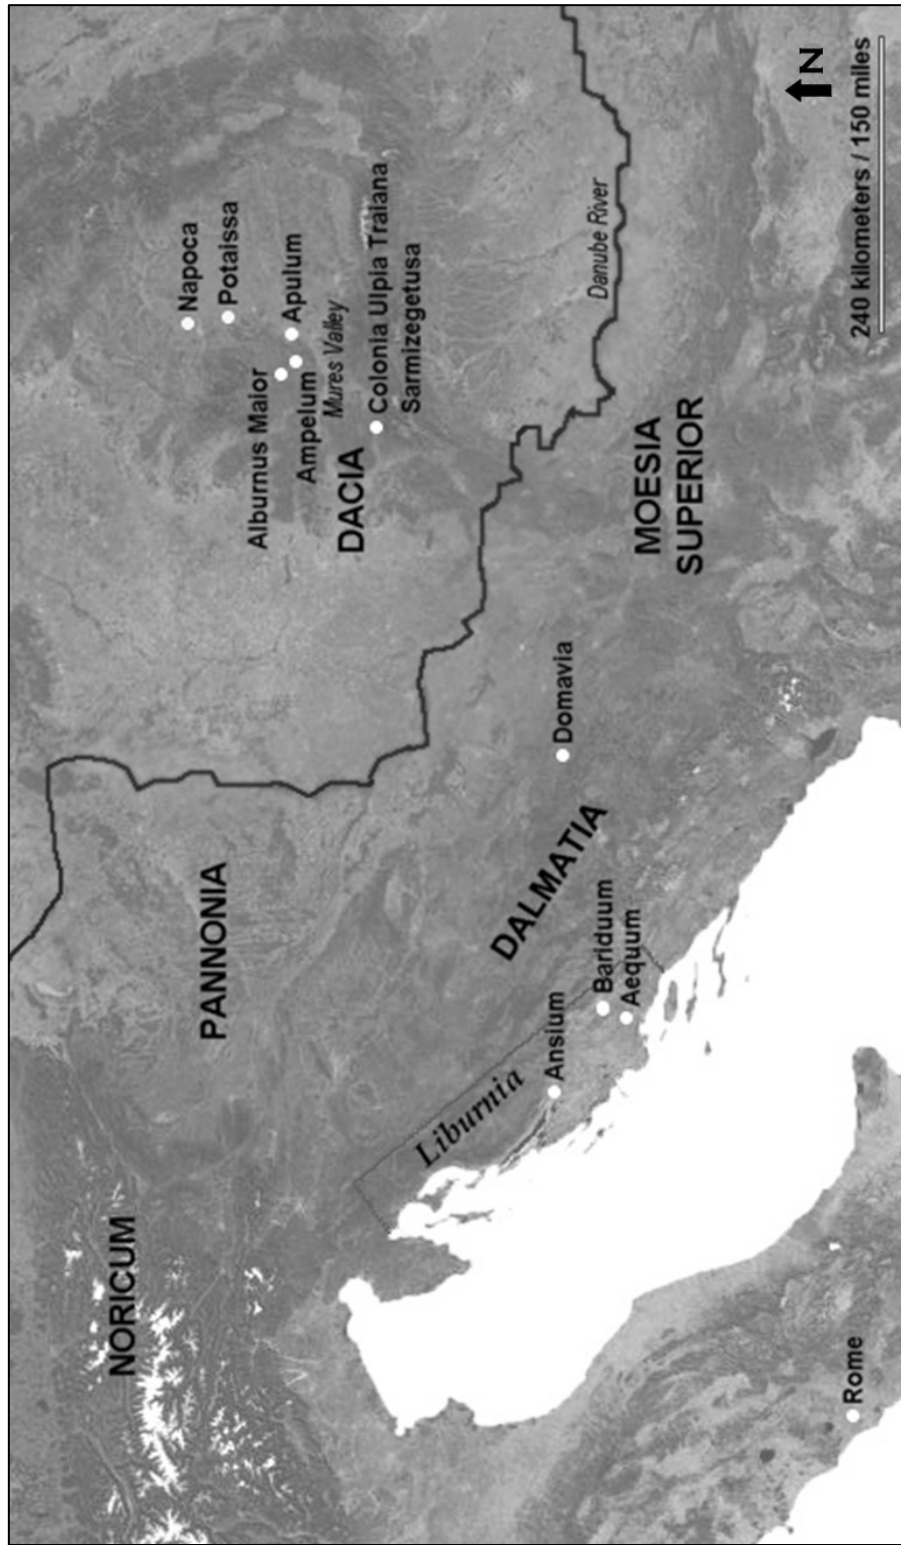 NORICUM
PANNONIA
Napoca
Potaissa
Alburnus Maior
Apulum
Ampelum
Mures Valley
DACIA
Colonia Ulpia Traiana
Sarmizegetusa
Liburnia
Ansium
DALMATIA
Domavia
Bariduum
Aequum
Danube River
MOESIA
SUPERIOR
Rome
N
240 kilometers / 150 miles